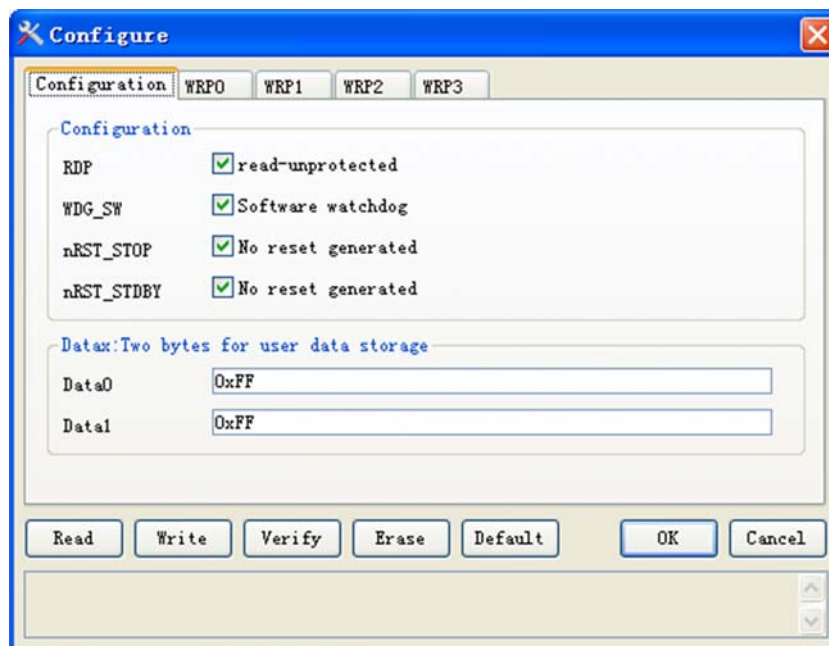 Configure
Configuration WRP0 WRP1 WRP2 WRP3
Configuration
RDP read-unprotected
WDG_SW Software watchdog
nRST_STOP No reset generated
nRST_STDBY No reset generated
Datax:Two bytes for user data storage
Data0 0xFF
Data1 0xFF
Read Write Verify Erase Default OK Cancel